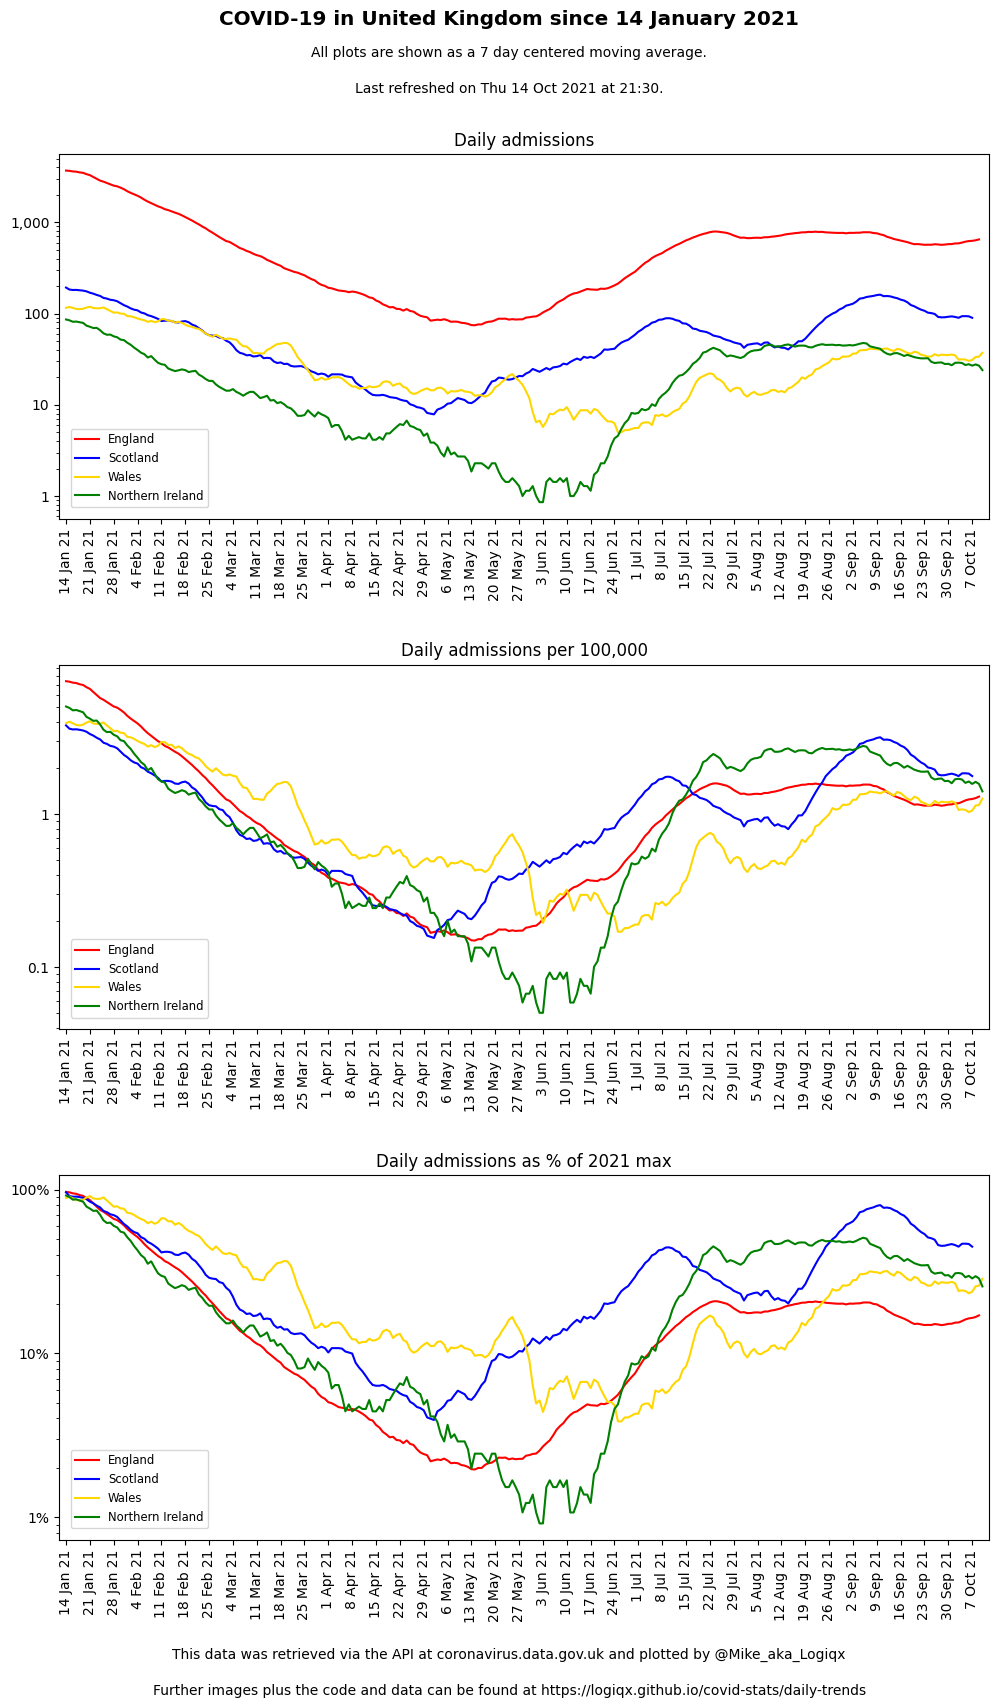 COVID-19 in United Kingdom since 14 January 2021
All plots are shown as a 7 day centered moving average.
Last refreshed on Thu 14 Oct 2021 at 21:30.
Daily admissions
1,000
100
10
1
England
Scotland
Wales
Northern Ireland
14 Jan 21
21 Jan 21
28 Jan 21
4 Feb 21
11 Feb 21
18 Feb 21
25 Feb 21
4 Mar 21
11 Mar 21
18 Mar 21
25 Mar 21
1 Apr 21
8 Apr 21
15 Apr 21
22 Apr 21
29 Apr 21
6 May 21
13 May 21
20 May 21
27 May 21
3 Jun 21
10 Jun 21
17 Jun 21
24 Jun 21
1 Jul 21
8 Jul 21
15 Jul 21
22 Jul 21
29 Jul 21
5 Aug 21
12 Aug 21
19 Aug 21
26 Aug 21
2 Sep 21
9 Sep 21
16 Sep 21
23 Sep 21
30 Sep 21
7 Oct 21
Daily admissions per 100,000
1
0.1
England
Scotland
Wales
Northern Ireland
14 Jan 21
21 Jan 21
28 Jan 21
4 Feb 21
11 Feb 21
18 Feb 21
25 Feb 21
4 Mar 21
11 Mar 21
18 Mar 21
25 Mar 21
1 Apr 21
8 Apr 21
15 Apr 21
22 Apr 21
29 Apr 21
6 May 21
13 May 21
20 May 21
27 May 21
3 Jun 21
10 Jun 21
17 Jun 21
24 Jun 21
1 Jul 21
8 Jul 21
15 Jul 21
22 Jul 21
29 Jul 21
5 Aug 21
12 Aug 21
19 Aug 21
26 Aug 21
2 Sep 21
9 Sep 21
16 Sep 21
23 Sep 21
30 Sep 21
7 Oct 21
Daily admissions as % of 2021 max
100%
10%
1%
England
Scotland
Wales
Northern Ireland
14 Jan 21
21 Jan 21
28 Jan 21
4 Feb 21
11 Feb 21
18 Feb 21
25 Feb 21
4 Mar 21
11 Mar 21
18 Mar 21
25 Mar 21
1 Apr 21
8 Apr 21
15 Apr 21
22 Apr 21
29 Apr 21
6 May 21
13 May 21
20 May 21
27 May 21
3 Jun 21
10 Jun 21
17 Jun 21
24 Jun 21
1 Jul 21
8 Jul 21
15 Jul 21
22 Jul 21
29 Jul 21
5 Aug 21
12 Aug 21
19 Aug 21
26 Aug 21
2 Sep 21
9 Sep 21
16 Sep 21
23 Sep 21
30 Sep 21
7 Oct 21
This data was retrieved via the API at coronavirus.data.gov.uk and plotted by @Mike_aka_Logiqx
Further images plus the code and data can be found at https://logiqx.github.io/covid-stats/daily-trends